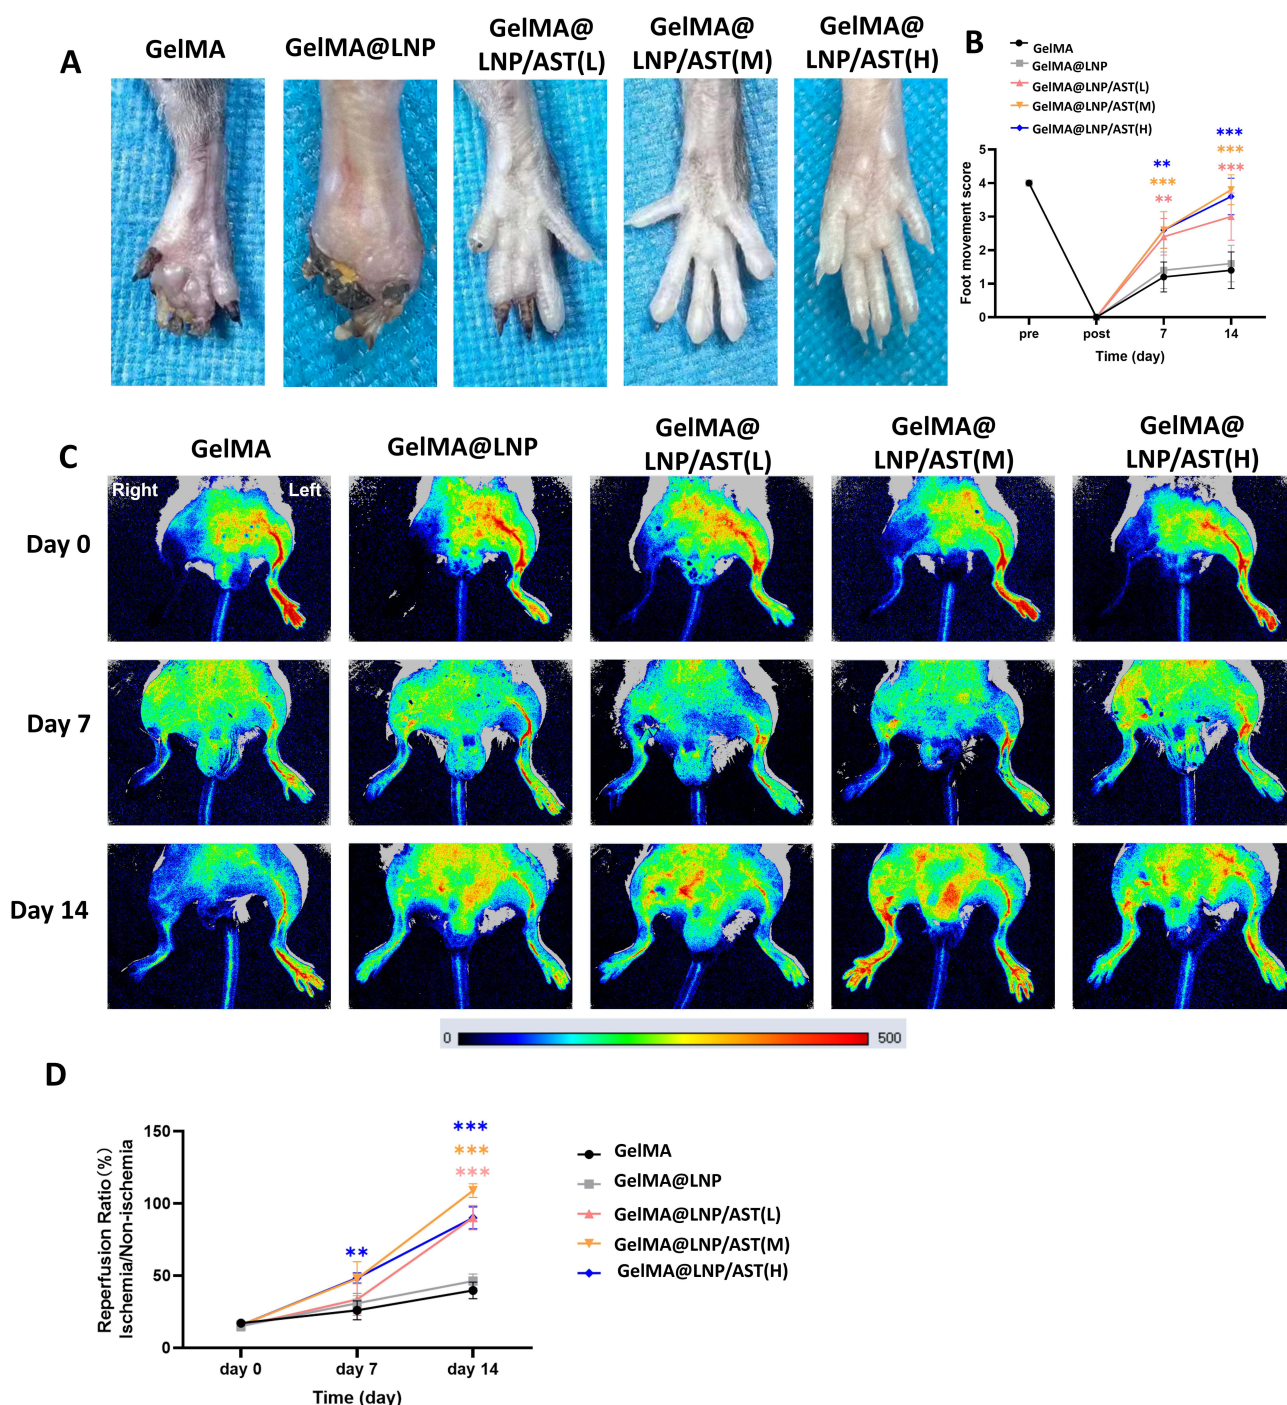 A
GelMA
GelMA@LNP
GelMA@
LNP/AST(L)
GelMA@
LNP/AST(M)
GelMA@
LNP/AST(H)
B
GelMA
GelMA@LNP
GelMA@LNP/AST(L)
GelMA@LNP/AST(M)
GelMA@LNP/AST(H)
Foot movement score
5
4
3
2
1
0
**
***
**
***
***
***
pre
post
7
14
Time (day)
C
GelMA
GelMA@LNP
GelMA@
LNP/AST(L)
GelMA@
LNP/AST(M)
GelMA@
LNP/AST(H)
Right
Left
Day 0
Day 7
Day 14
0
500
D
Reperfusion Ratio(%)
Ischemia/Non-ischemia
150
100
50
0
**
***
***
***
day 0
day 7
day 14
Time (day)
GelMA
GelMA@LNP
GelMA@LNP/AST(L)
GelMA@LNP/AST(M)
GelMA@LNP/AST(H)